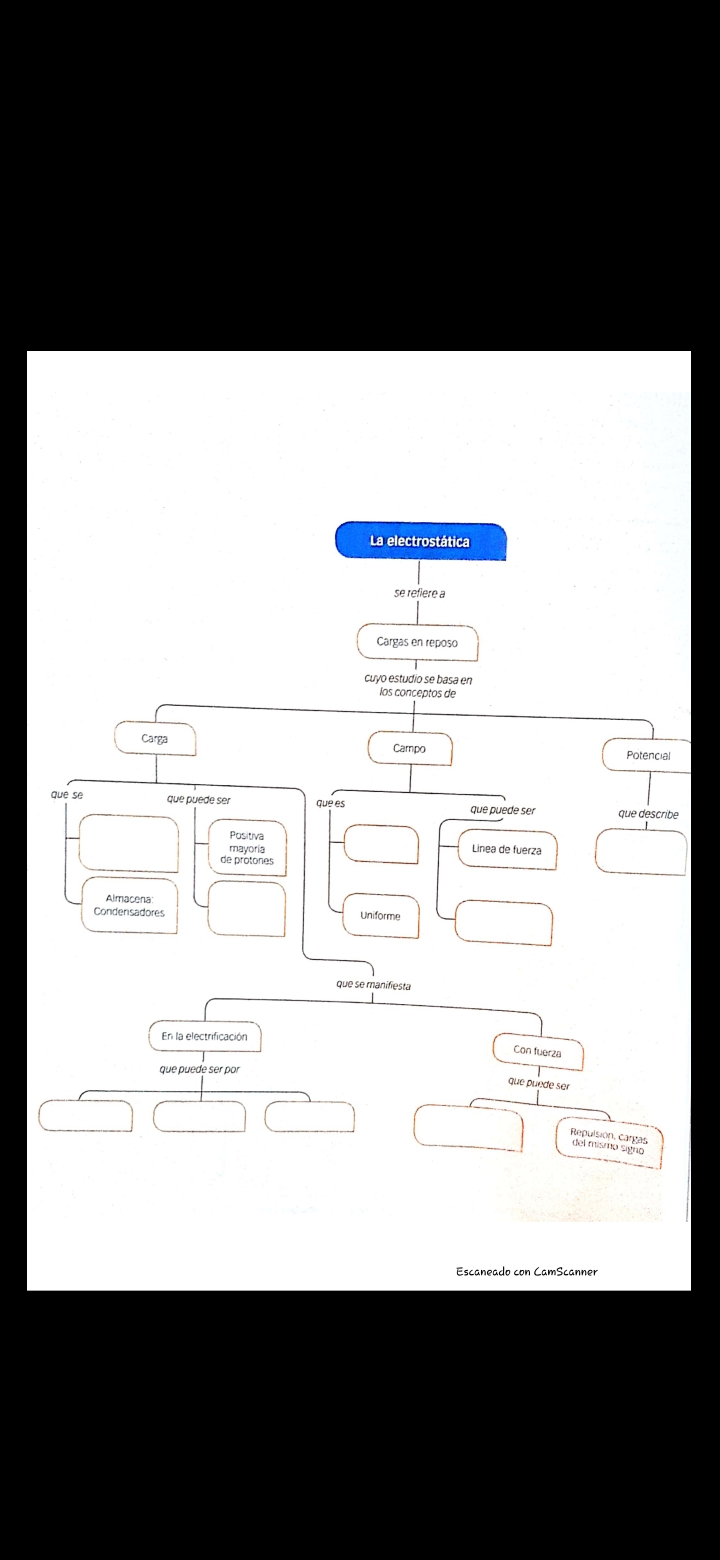 La electrostática
se refiere a
Cargas en reposo
cuyo estudio se basa en
los conceptos de
Carga
Campo
Potencial
que se
que puede ser
que es
que puede ser
que describe
Positiva
mayoría
de protones
Línea de fuerza
Almacena:
Condensadores
Uniforme
que se manifiesta
En la electrificación
Con fuerza
que puede ser por
que puede ser
Repulsión, cargas
del mismo signo
Escaneado con CamScanner